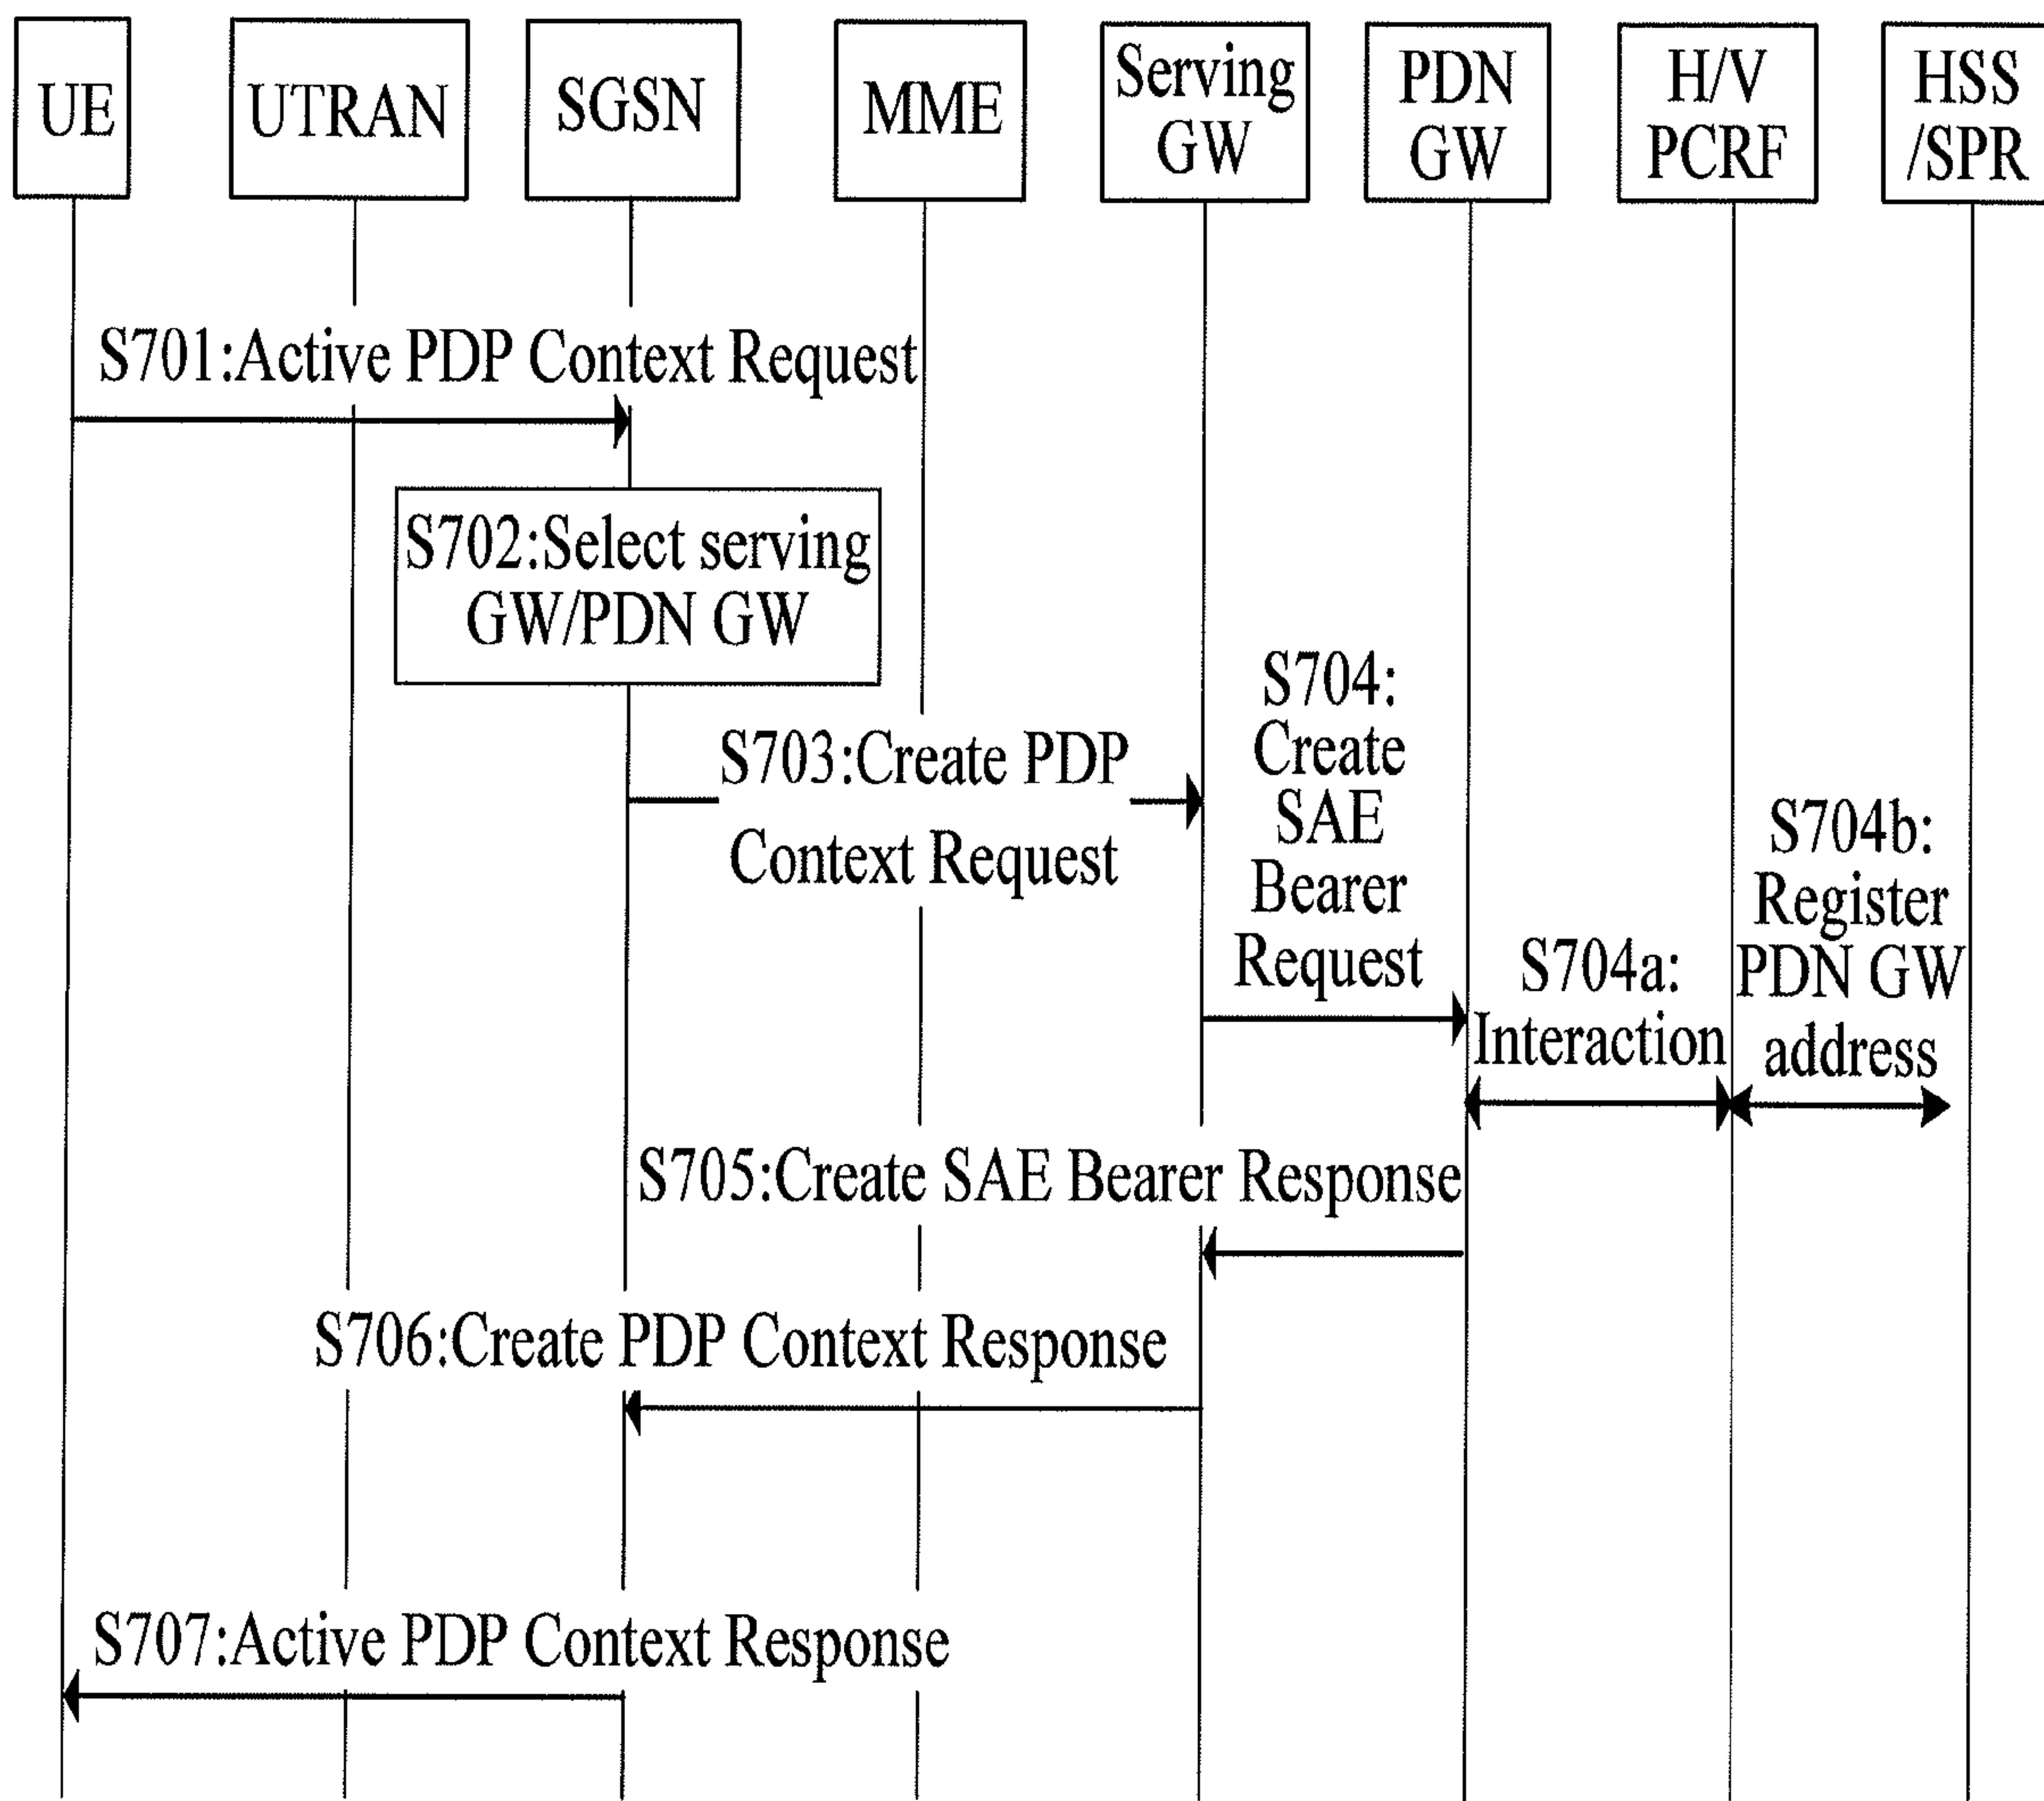 UE
UTRAN
SGSN
MME
Serving
GW
PDN
GW
H/V
PCRF
HSS
/SPR
S701:Active PDP Context Request
S702:Select serving
GW/PDN GW
S703:Create PDP
Context Request
S704:
Create
SAE
Bearer
Request
S704a:
Interaction
S704b:
Register
PDN GW
address
S705:Create SAE Bearer Response
S706:Create PDP Context Response
S707:Active PDP Context Response